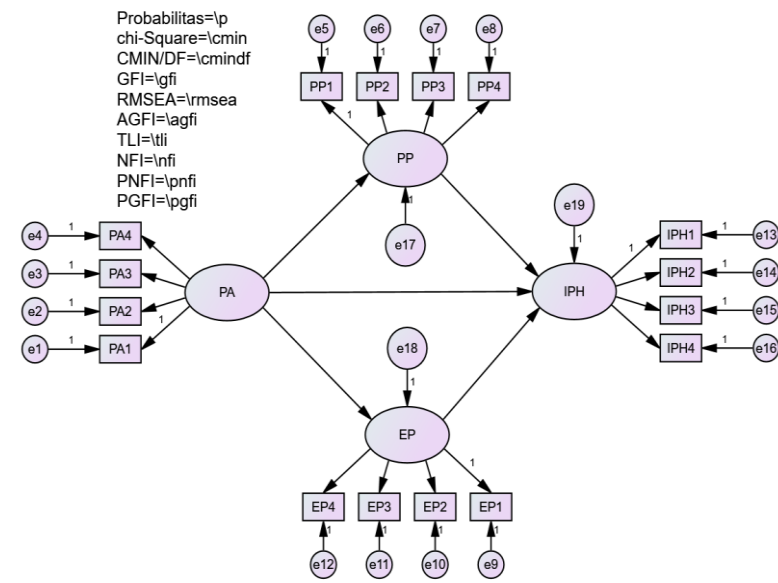 Probabilitas=\p
chi-Square=\cmin
CMIN/DF=\cmindf
GFI=\gfi
RMSEA=\rmsea
AGFI=\agfi
TLI=\tli
NFI=\nfi
PNFI=\pnfi
PGFI=\pgfi
e5 e6 e7 e8
1 1 1 1
PP1 PP2 PP3 PP4
1
PP
1
e17
e19
1
e4 1 PA4
e3 1 PA3
e2 1 PA2
e1 1 PA1
1
PA
IPH
1
IPH1 1 e13
IPH2 1 e14
IPH3 1 e15
IPH4 1 e16
e18
1
EP
1
EP4 EP3 EP2 EP1
1 1 1 1
e12 e11 e10 e9